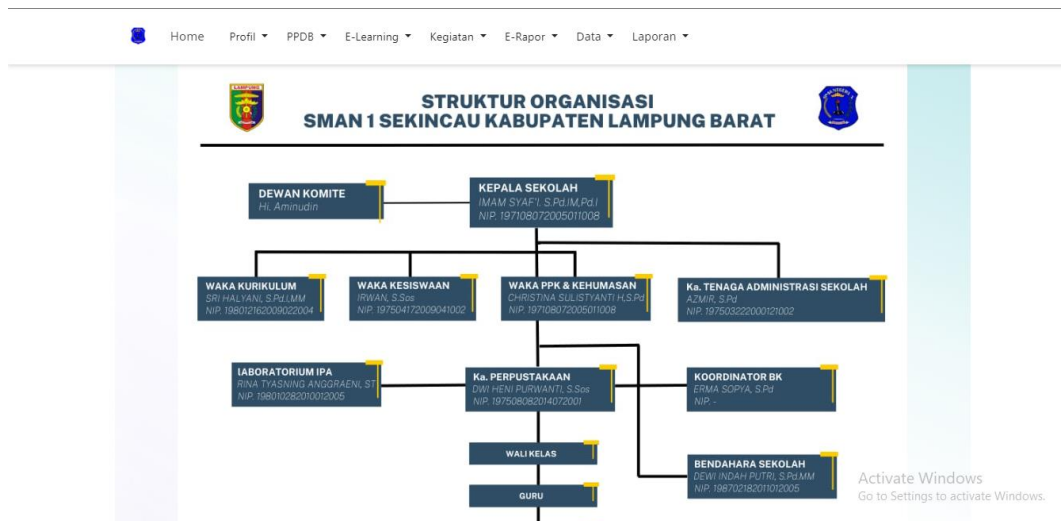 Home Profil PPDB E-Learning Kegiatan E-Rapor Data Laporan
LAMPUNG
STRUKTUR ORGANISASI
SMAN 1 SEKINCAU KABUPATEN LAMPUNG BARAT
DEWAN KOMITE
Hi. Aminudin
KEPALA SEKOLAH
IMAM SYAF'I, S.Pd.IM,Pd.I
NIP. 197108072005011008
WAKA KURIKULUM
SRI HALYANI, S.Pd.I,MM
NIP. 198012162009022004
WAKA KESISWAAN
IRWAN, S.Sos
NIP. 197504172009041002
WAKA PPK & KEHUMASAN
CHRISTINA SULISTYANTI H,S.Pd
NIP. 197108072005011008
Ka. TENAGA ADMINISTRASI SEKOLAH
AZMIR, S.Pd
NIP. 197503222000121002
LABORATORIUM IPA
RINA TYASNING ANGGRAENI, ST
NIP. 198010282010012005
Ka. PERPUSTAKAAN
DWI HENI PURWANTI, S.Sos
NIP. 197508082014072001
KOORDINATOR BK
ERMA SOPYA, S.Pd
NIP. -
WALI KELAS
GURU
BENDAHARA SEKOLAH
DEWI INDAH PUTRI, S.Pd.MM
NIP. 198702182011012005
Activate Windows
Go to Settings to activate Windows.